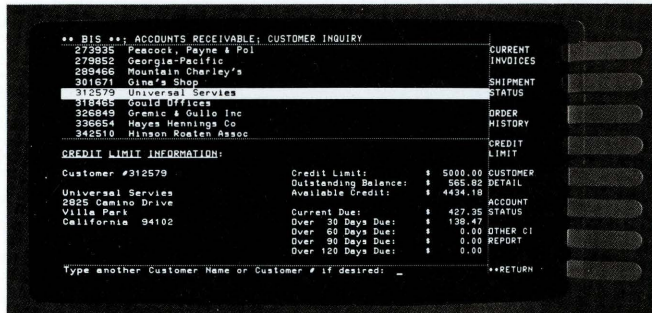 •• BIS ••; ACCOUNTS RECEIVABLE; CUSTOMER INQUIRY
273935 Peacock, Payne & Pol
279852 Georgia-Pacific
289466 Mountain Charley's
301671 Gina's Shop
312579 Universal Servies
318465 Gould Offices
326849 Gremic & Gullo Inc
336654 Hayes Hennings Co
342510 Hinson Roaten Assoc
CREDIT LIMIT INFORMATION:
Customer #312579
Universal Servies
2825 Camino Drive
Villa Park
California 94102
Credit Limit: $ 5000.00
Outstanding Balance: $ 565.82
Available Credit: $ 4434.18
Current Due: $ 427.35
Over 30 Days Due: $ 138.47
Over 60 Days Due: $ 0.00
Over 90 Days Due: $ 0.00
Over 120 Days Due: $ 0.00
Type another Customer Name or Customer # if desired: _
CURRENT
INVOICES
SHIPMENT
STATUS
ORDER
HISTORY
CREDIT
LIMIT
CUSTOMER
DETAIL
ACCOUNT
STATUS
OTHER CI
REPORT
••RETURN